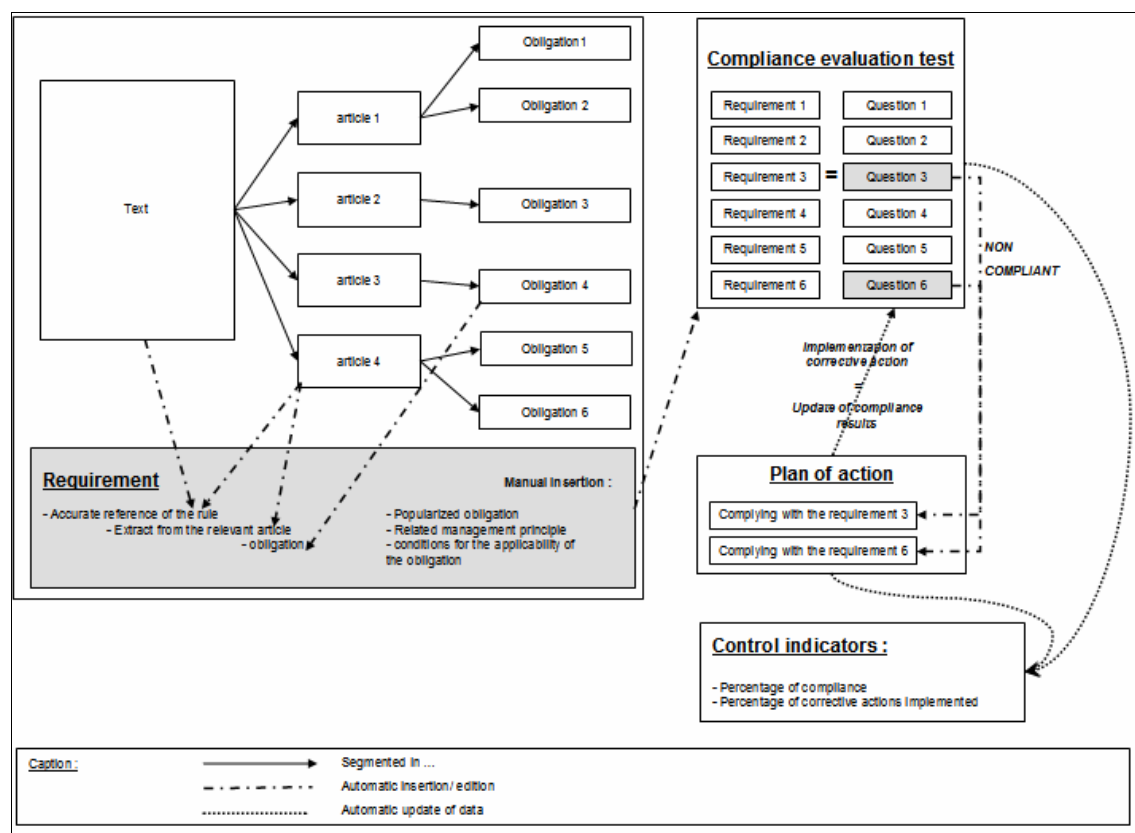 Text
article 1
article 2
article 3
article 4
Obligation 1
Obligation 2
Obligation 3
Obligation 4
Obligation 5
Obligation 6
Requirement
- Accurate reference of the rule
- Extract from the relevant article
- obligation
Manual insertion :
- Popularized obligation
- Related management principle
- conditions for the applicability of
the obligation
Compliance evaluation test
Requirement 1
Question 1
Requirement 2
Question 2
Requirement 3
=
Question 3
Requirement 4
Question 4
Requirement 5
Question 5
Requirement 6
Question 6
NON
COMPLIANT
Implementation of
corrective action
=
Update of compliance
results
Plan of action
Complying with the requirement 3
Complying with the requirement 6
Control indicators :
- Percentage of compliance
- Percentage of corrective actions implemented
Caption :
Segmented in ...
Automatic insertion/ edition
Automatic update of data